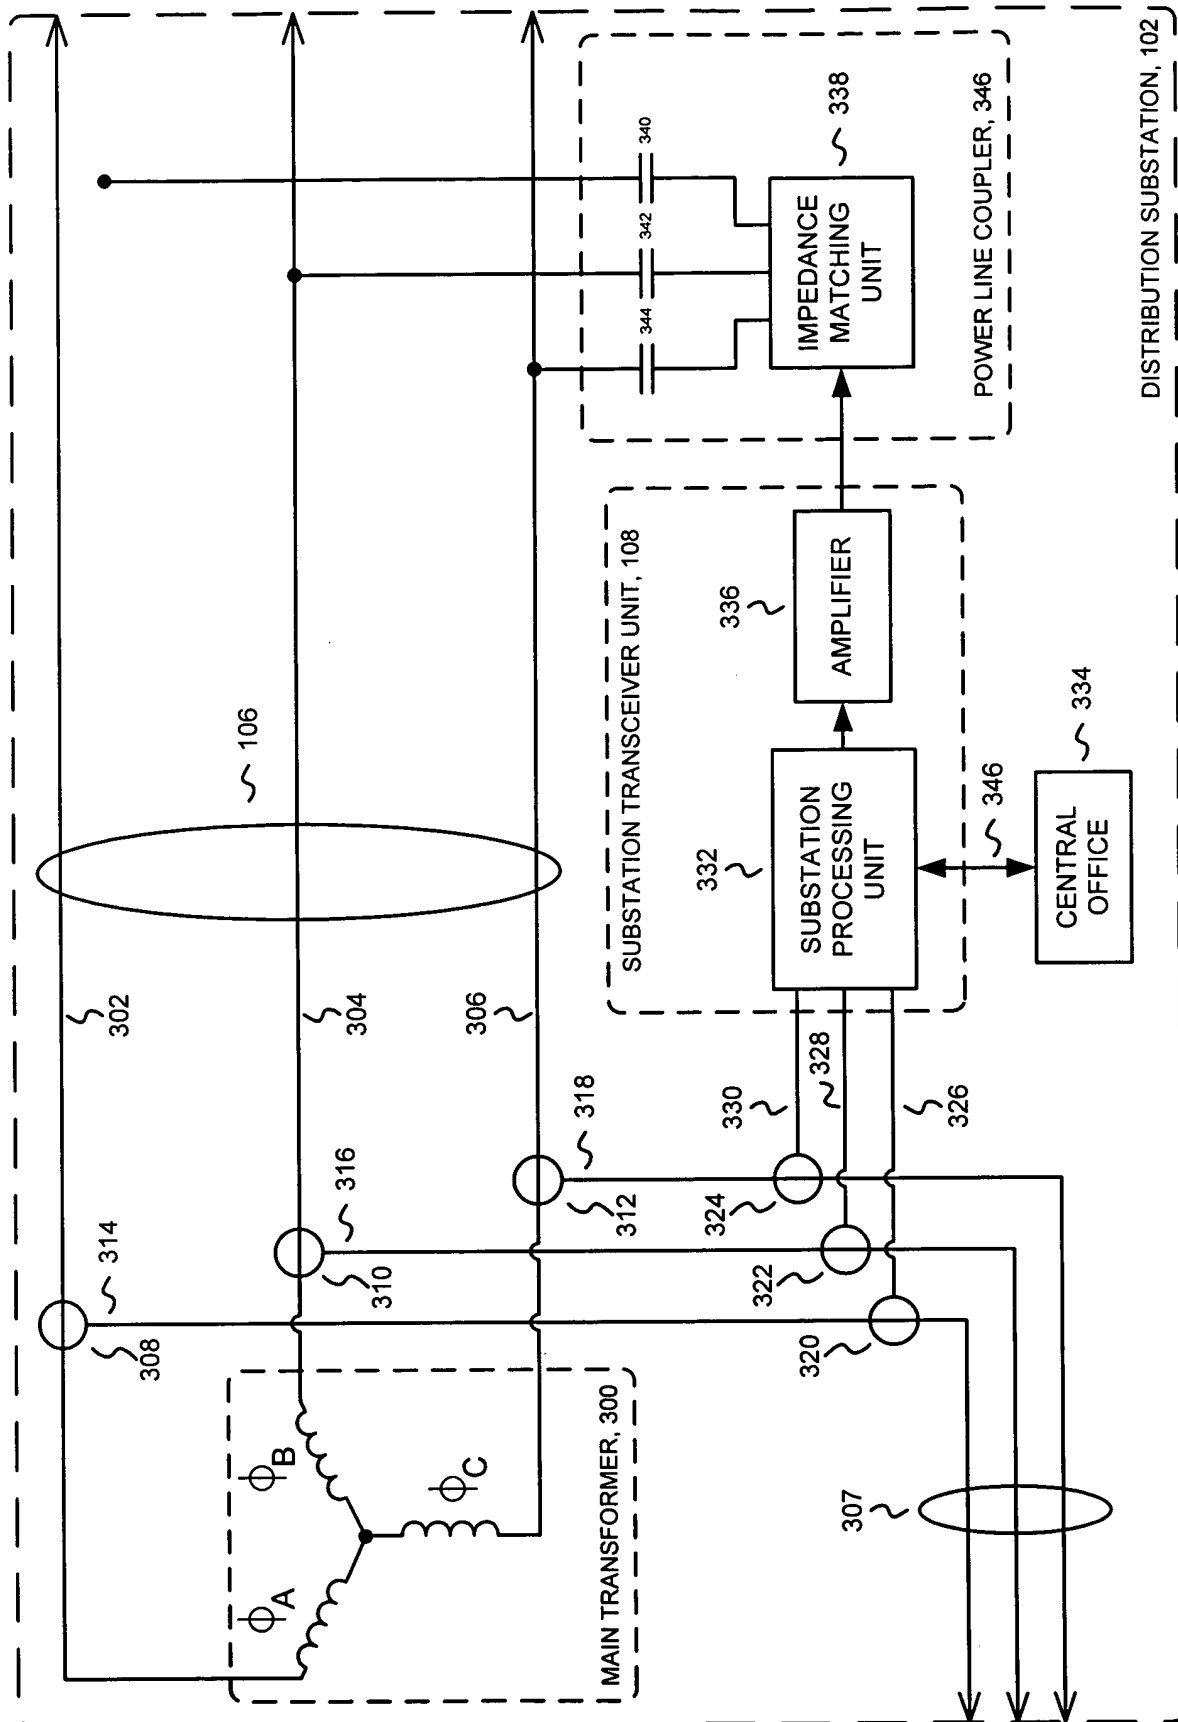 DISTRIBUTION SUBSTATION, 102
MAIN TRANSFORMER, 300
ϕA
ϕB
ϕC
302
304
306
106
308
314
310
316
312
318
320
322
324
326
328
330
307
SUBSTATION TRANSCEIVER UNIT, 108
332
SUBSTATION
PROCESSING
UNIT
336
AMPLIFIER
346
334
CENTRAL
OFFICE
POWER LINE COUPLER, 346
344
342
340
338
IMPEDANCE
MATCHING
UNIT